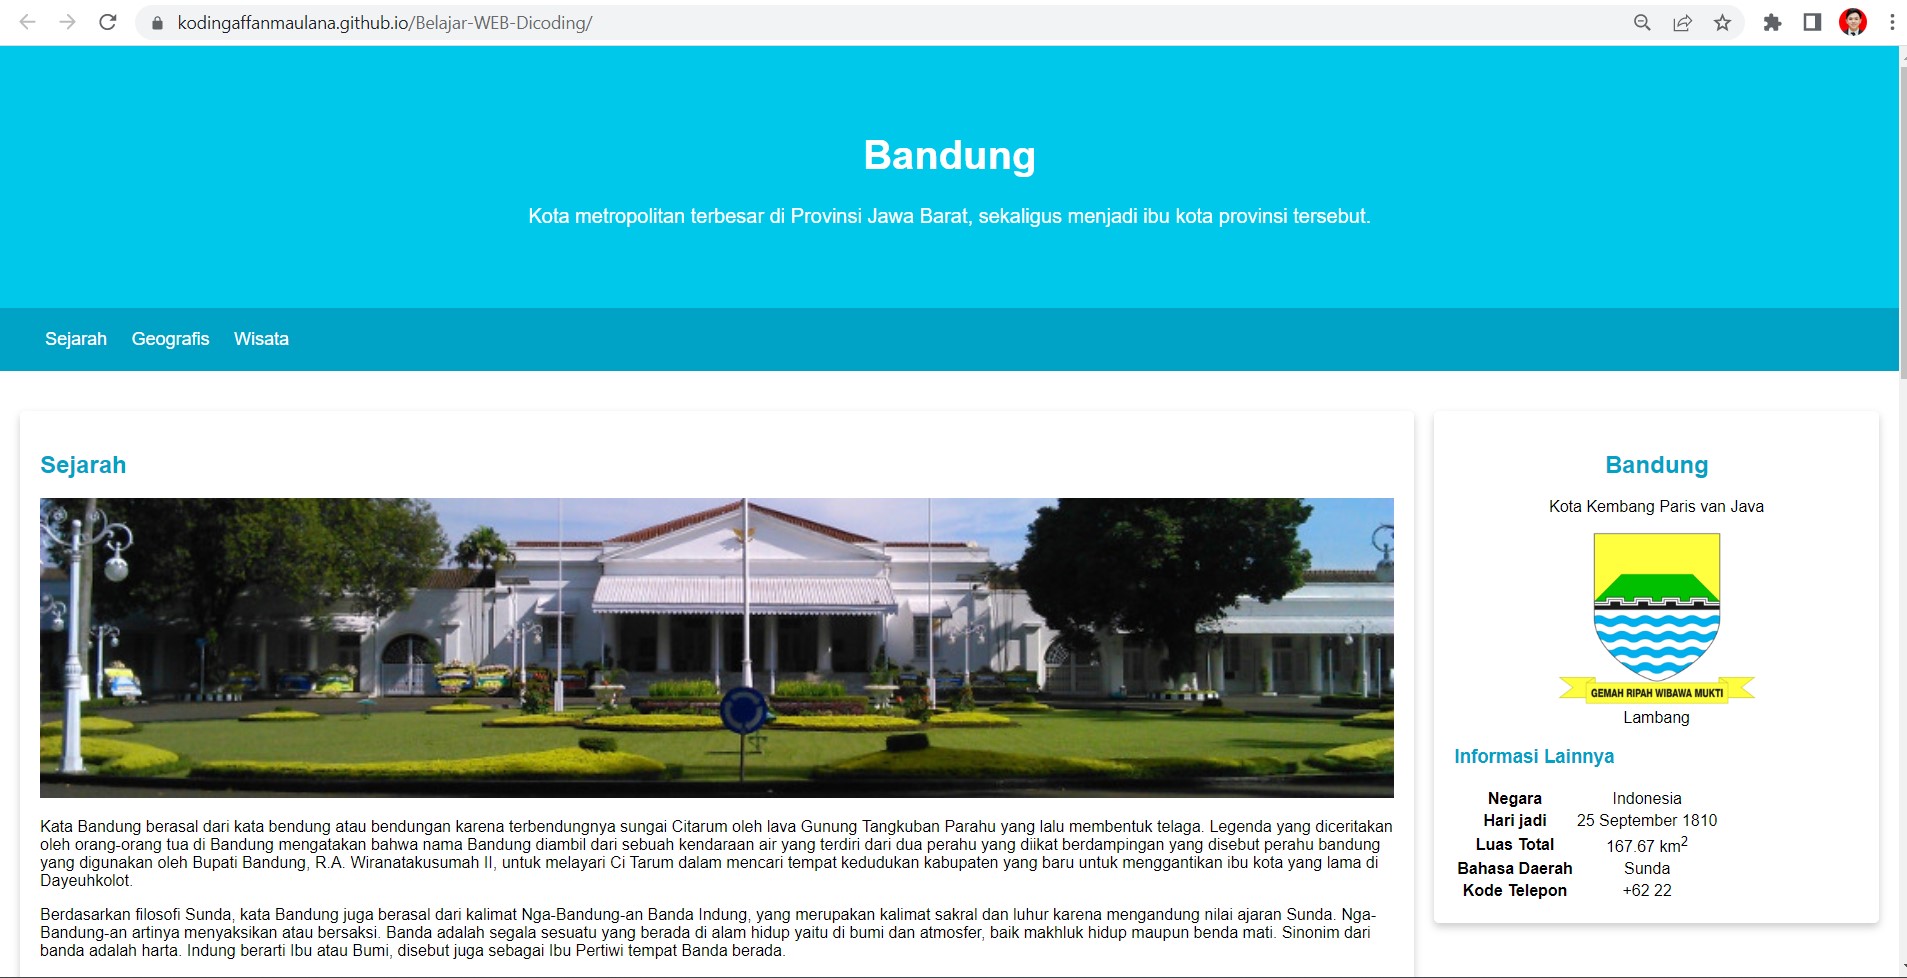 kodingaffanmaulana.github.io/Belajar-WEB-Dicoding/
Bandung
Kota metropolitan terbesar di Provinsi Jawa Barat, sekaligus menjadi ibu kota provinsi tersebut.
Sejarah Geografis Wisata
Sejarah
Kata Bandung berasal dari kata bendung atau bendungan karena terbendungnya sungai Citarum oleh lava Gunung Tangkuban Parahu yang lalu membentuk telaga. Legenda yang diceritakan
oleh orang-orang tua di Bandung mengatakan bahwa nama Bandung diambil dari sebuah kendaraan air yang terdiri dari dua perahu yang diikat berdampingan yang disebut perahu bandung
yang digunakan oleh Bupati Bandung, R.A. Wiranatakusumah II, untuk melayari Ci Tarum dalam mencari tempat kedudukan kabupaten yang baru untuk menggantikan ibu kota yang lama di
Dayeuhkolot.
Berdasarkan filosofi Sunda, kata Bandung juga berasal dari kalimat Nga-Bandung-an Banda Indung, yang merupakan kalimat sakral dan luhur karena mengandung nilai ajaran Sunda. Nga-
Bandung-an artinya menyaksikan atau bersaksi. Banda adalah segala sesuatu yang berada di alam hidup yaitu di bumi dan atmosfer, baik makhluk hidup maupun benda mati. Sinonim dari
banda adalah harta. Indung berarti Ibu atau Bumi, disebut juga sebagai Ibu Pertiwi tempat Banda berada.
Bandung
Kota Kembang Paris van Java
GEMAH RIPAH WIBAWA MUKTI
Lambang
Informasi Lainnya
Negara Indonesia
Hari jadi 25 September 1810
Luas Total 167.67 km²
Bahasa Daerah Sunda
Kode Telepon +62 22